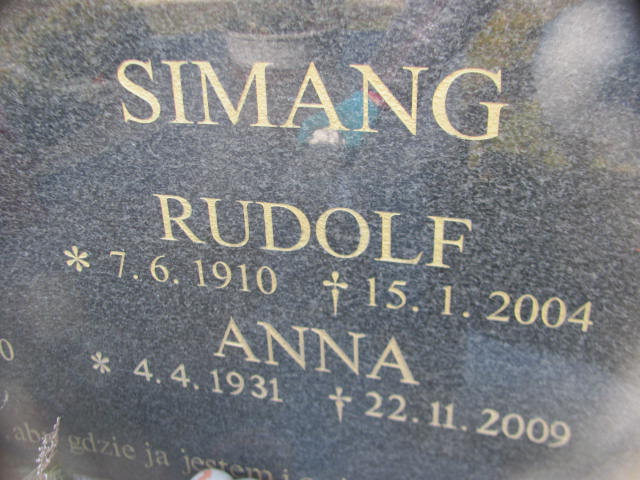 SIMANG
RUDOLF
* 7.6.1910 † 15.1.2004
ANNA
* 4.4.1931 † 22.11.2009
gdzie ja jestem i